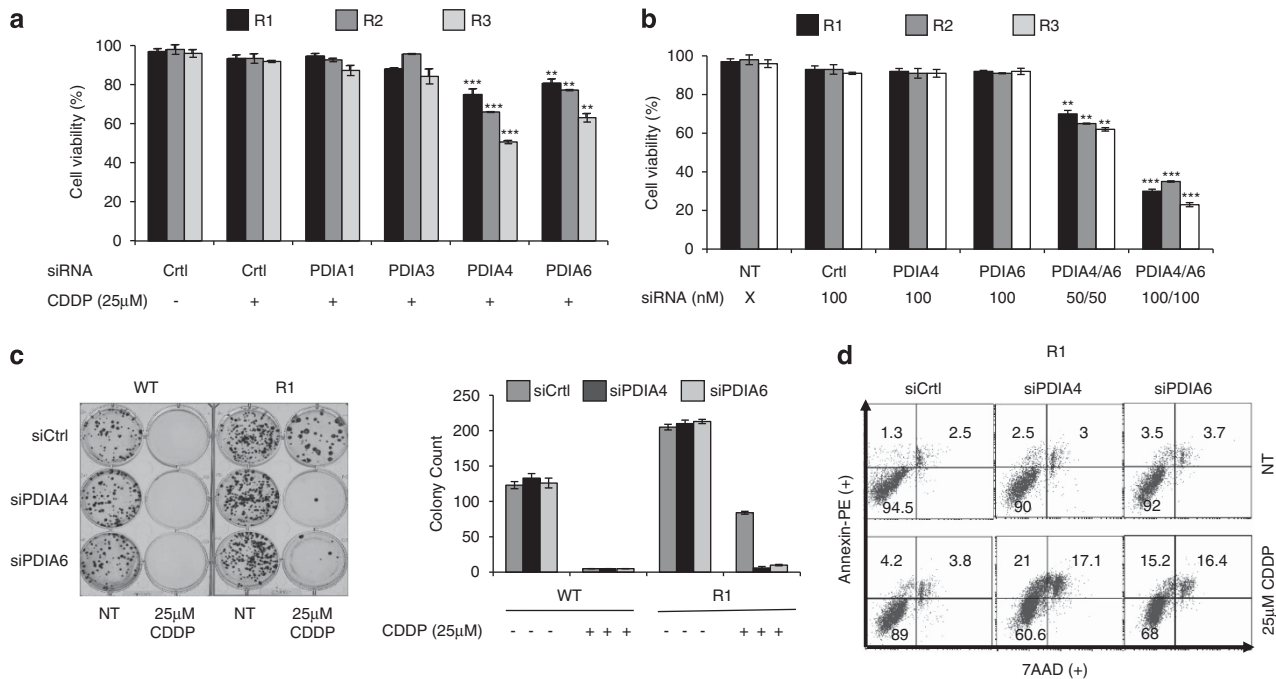 a
R1 R2 R3
Cell viability (%)
100
80
60
40
20
0
*** *** *** ** ** **
siRNA Crtl Crtl PDIA1 PDIA3 PDIA4 PDIA6
CDDP (25μM) - + + + + +
b
R1 R2 R3
Cell viability (%)
100
80
60
40
20
0
** ** ** *** *** ***
NT Crtl PDIA4 PDIA6 PDIA4/A6 PDIA4/A6
siRNA (nM) X 100 100 100 50/50 100/100
c
WT R1
siCtrl
siPDIA4
siPDIA6
NT 25μM CDDP NT 25μM CDDP
siCrtl siPDIA4 siPDIA6
Colony Count
250
200
150
100
50
0
WT R1
CDDP (25μM) - - - + + + - - - + + +
d
R1
siCrtl siPDIA4 siPDIA6
1.3 2.5 2.5 3 3.5 3.7
94.5 90 92
NT
4.2 3.8 21 17.1 15.2 16.4
89 60.6 68
25μM CDDP
Annexin-PE (+)
7AAD (+)